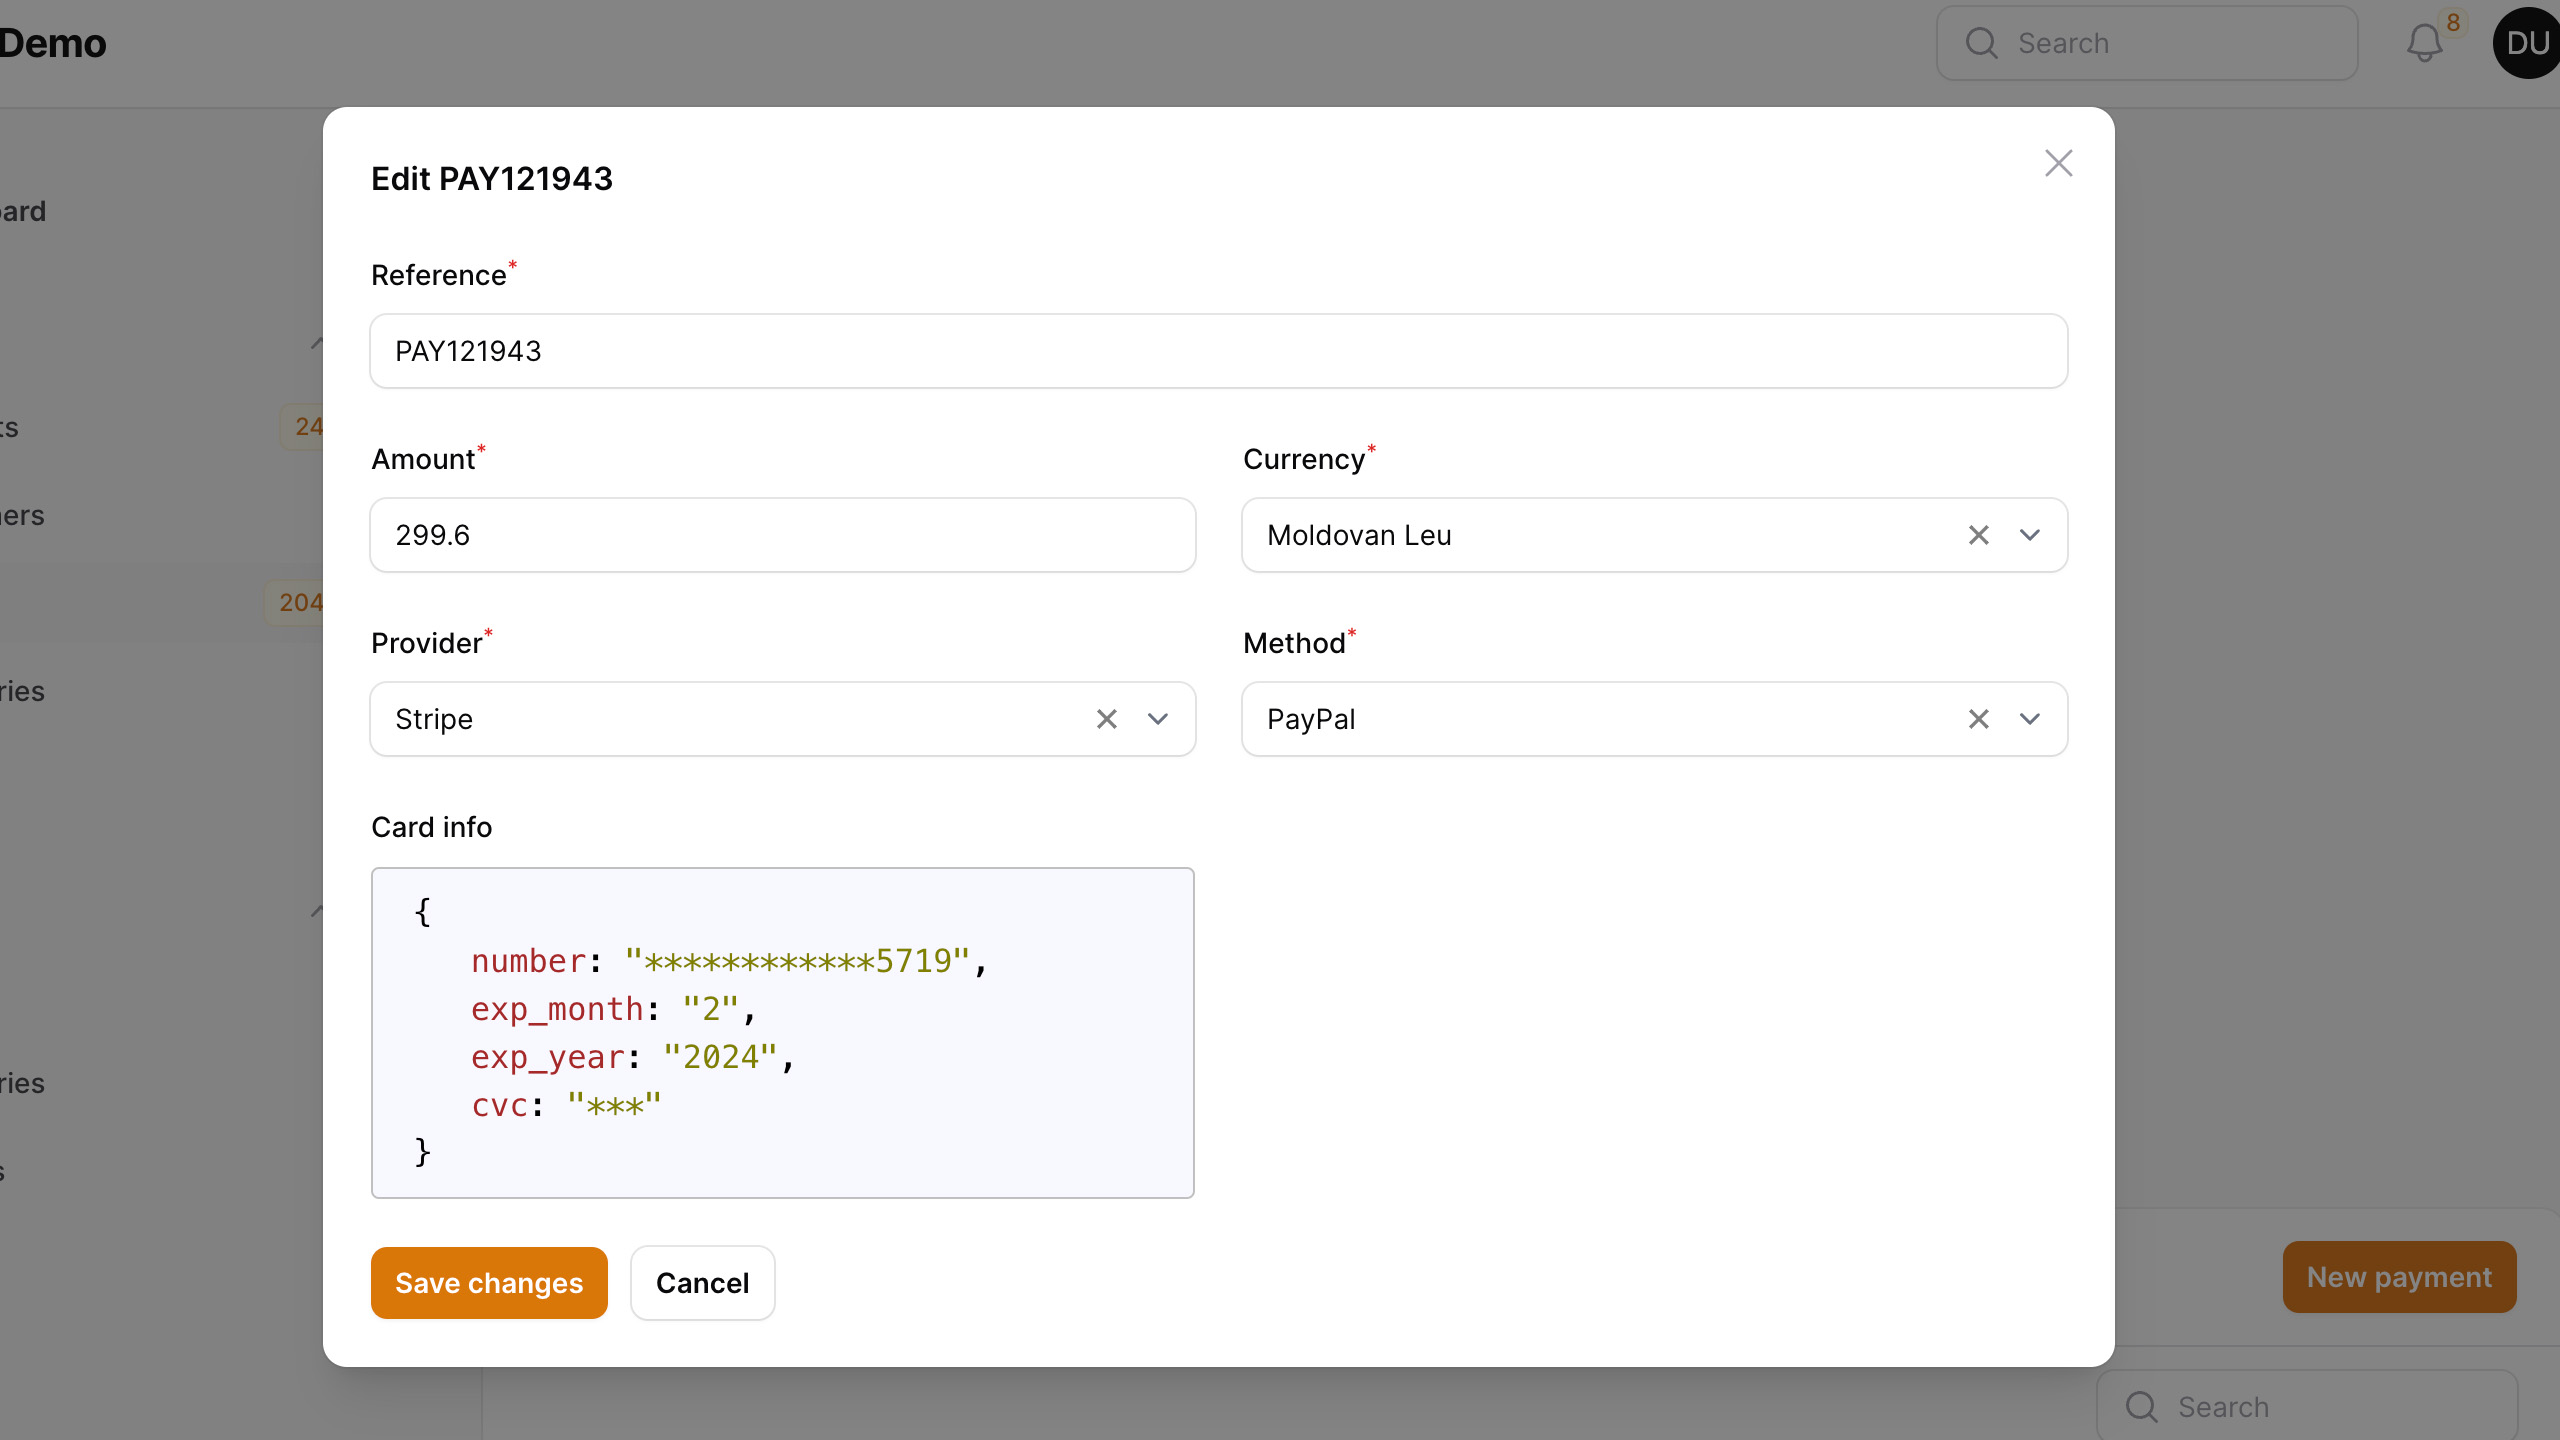 Demo
Search
8
DU
Edit PAY121943
Reference*
PAY121943
Amount*
Currency*
299.6
Moldovan Leu
Provider*
Method*
Stripe
PayPal
Card info
{
number: "************5719",
exp_month: "2",
exp_year: "2024",
cvc: "***"
}
Save changes
Cancel
New payment
Search
ard
24
ts
ers
204
ries
ries
s